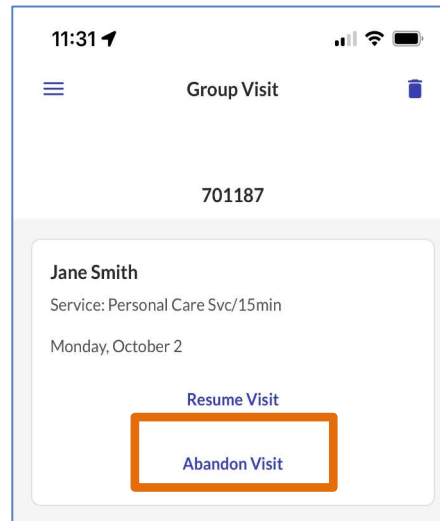 11:31
Group Visit
701187
Jane Smith
Service: Personal Care Svc/15min
Monday, October 2
Resume Visit
Abandon Visit